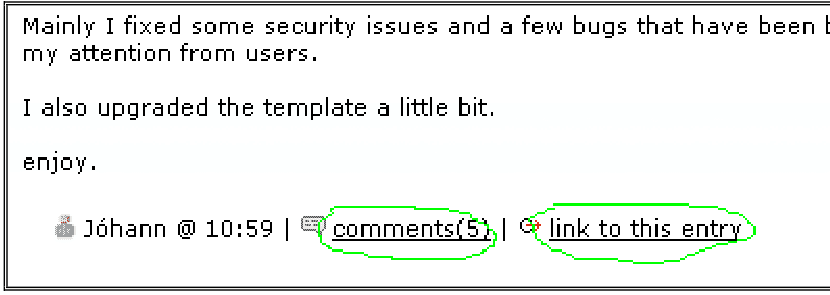 Mainly I fixed some security issues and a few bugs that have been
my attention from users.
I also upgraded the template a little bit.
enjoy.
Jóhann @ 10:59 | comments(5) | link to this entry